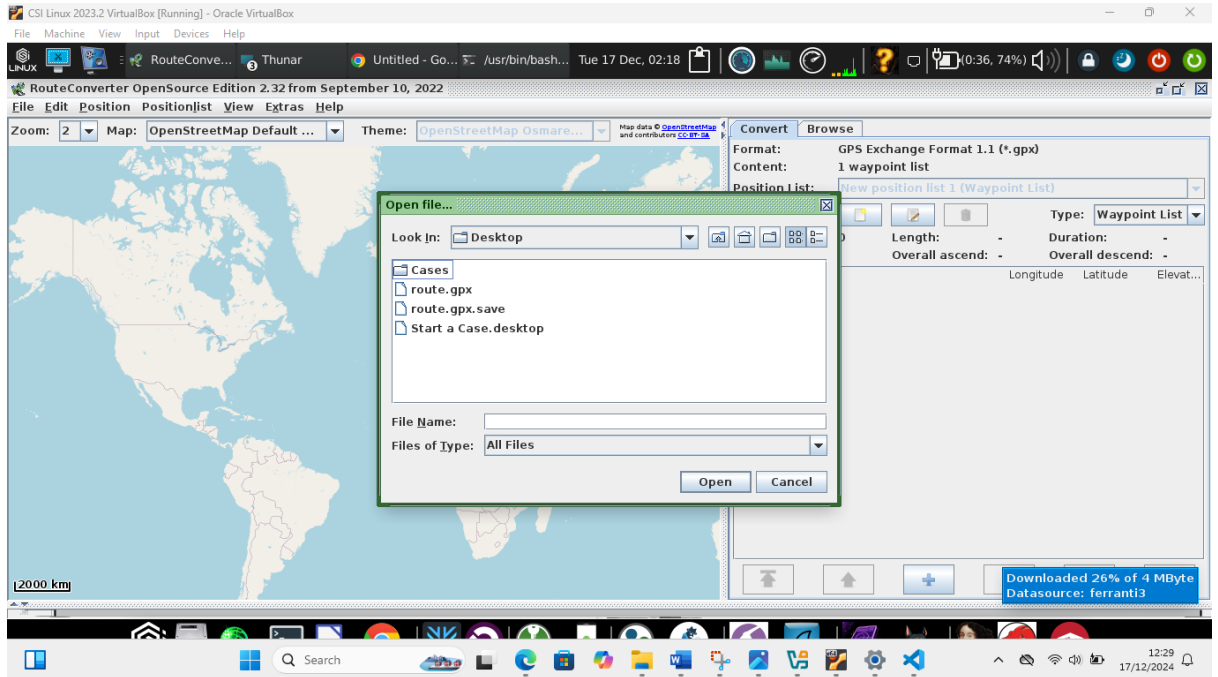 CSI Linux 2023.2 VirtualBox [Running] - Oracle VirtualBox
File Machine View Input Devices Help
LINUX RouteConve... 3 Thunar Untitled - Go... /usr/bin/bash... Tue 17 Dec, 02:18 (0:36, 74%)
RouteConverter OpenSource Edition 2.32 from September 10, 2022
File Edit Position Positionlist View Extras Help
Zoom: 2 Map: OpenStreetMap Default ... Theme: OpenStreetMap Osmare...
Map data © OpenStreetMap
and contributors CC-BY-SA
Convert Browse
Format: GPS Exchange Format 1.1 (*.gpx)
Content: 1 waypoint list
Position List: New position list 1 (Waypoint List)
Type: Waypoint List
Length: - Duration: -
Overall ascend: - Overall descend: -
Longitude Latitude Elevat...
Open file...
Look In: Desktop
Cases
route.gpx
route.gpx.save
Start a Case.desktop
File Name:
Files of Type: All Files
Open Cancel
2000 km
Downloaded 26% of 4 MByte
Datasource: ferranti3
Search
12:29
17/12/2024